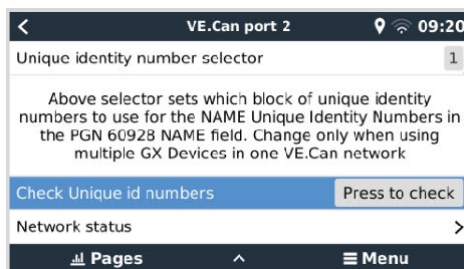 VE.Can port 2 09:20
Unique identity number selector 1
Above selector sets which block of unique identity
numbers to use for the NAME Unique Identity Numbers in
the PGN 60928 NAME field. Change only when using
multiple GX Devices in one VE.Can network
Check Unique id numbers Press to check
Network status
Pages Menu